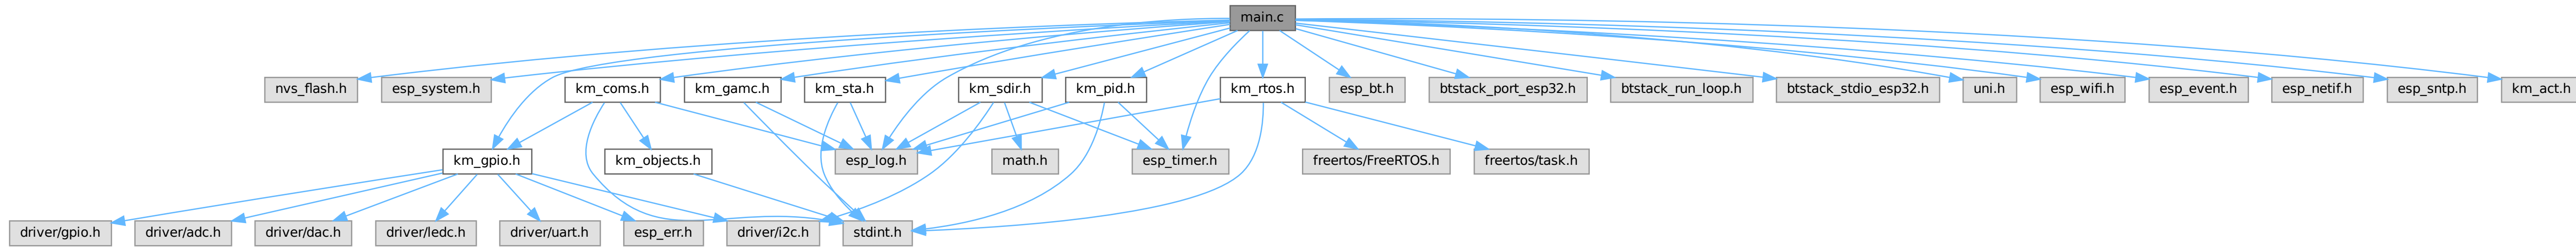 main.c
nvs_flash.h
esp_system.h
km_coms.h
km_gamc.h
km_sta.h
km_sdir.h
km_pid.h
km_rtos.h
esp_bt.h
btstack_port_esp32.h
btstack_run_loop.h
btstack_stdio_esp32.h
uni.h
esp_wifi.h
esp_event.h
esp_netif.h
esp_sntp.h
km_act.h
km_gpio.h
km_objects.h
esp_log.h
math.h
esp_timer.h
freertos/FreeRTOS.h
freertos/task.h
driver/gpio.h
driver/adc.h
driver/dac.h
driver/ledc.h
driver/uart.h
esp_err.h
driver/i2c.h
stdint.h